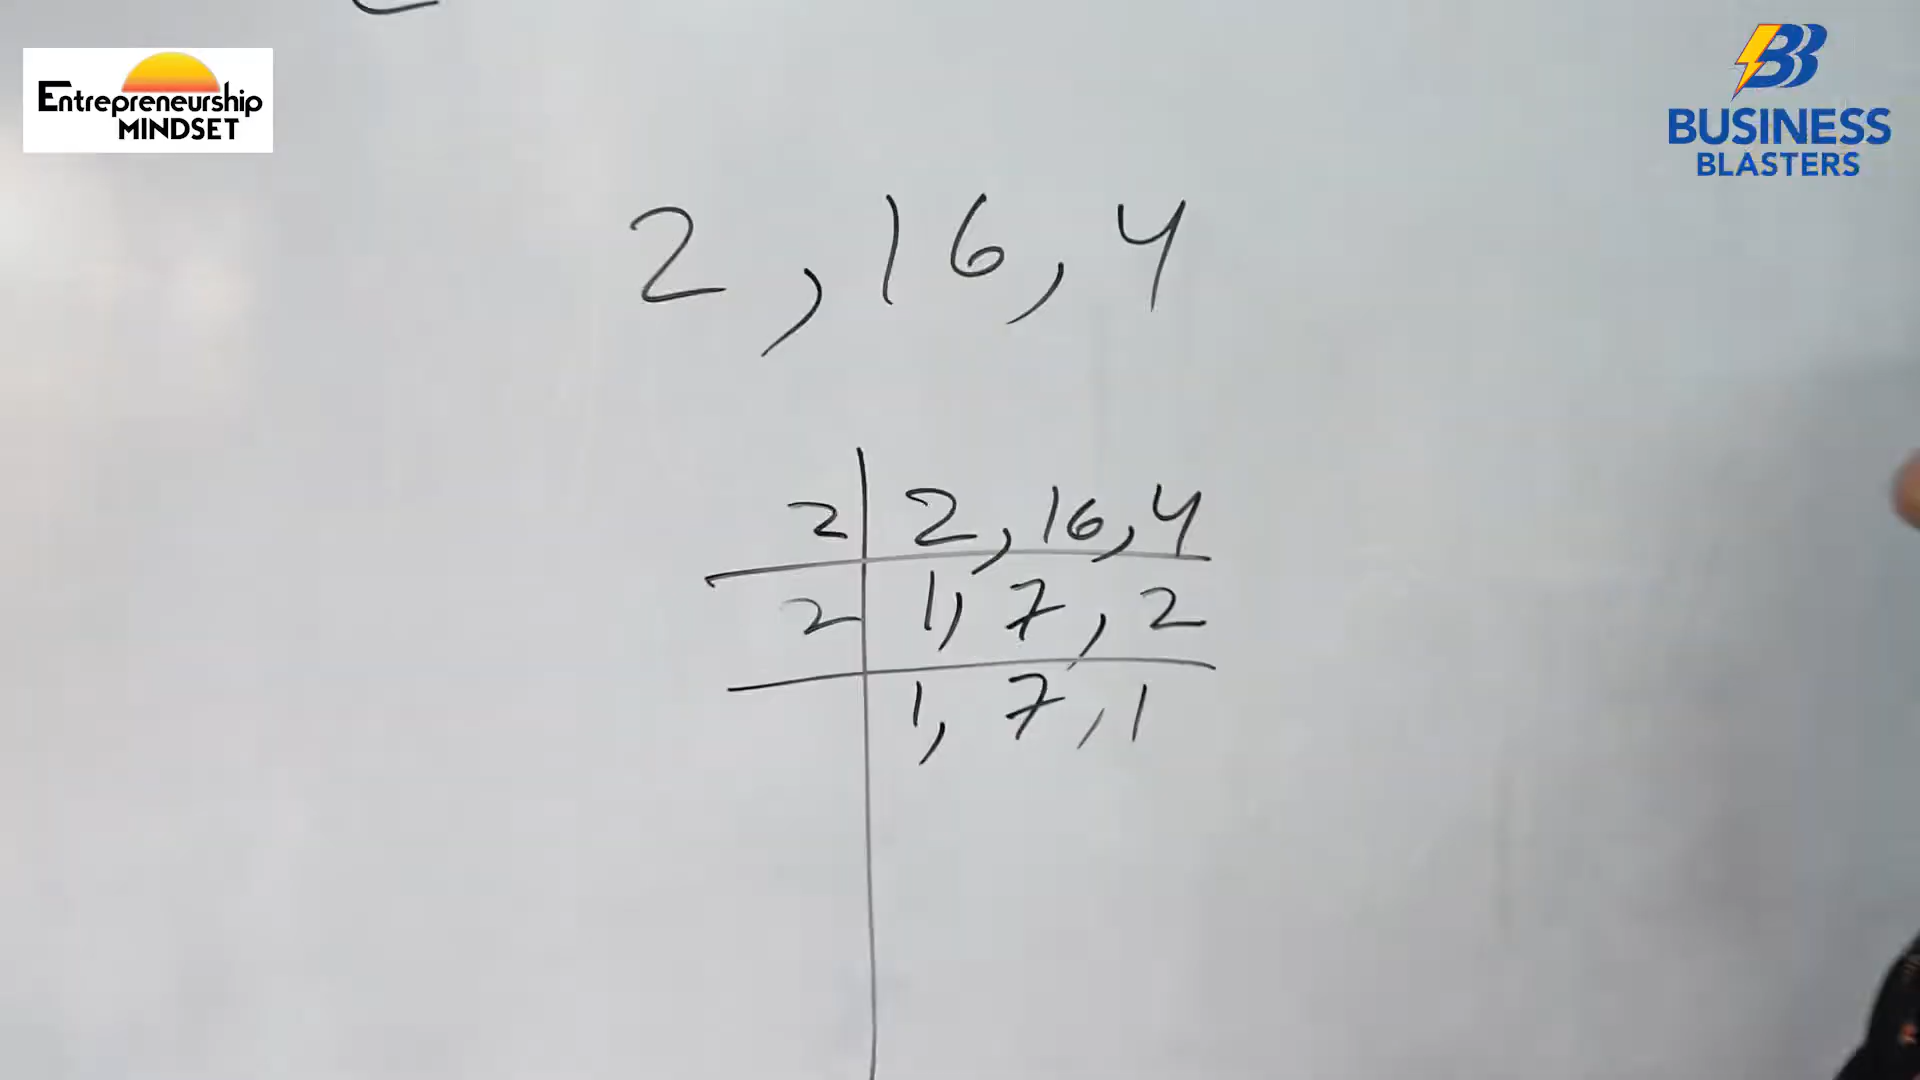 Entrepreneurship
MINDSET
BUSINESS
BLASTERS
2, 16, 4
2 | 2, 16, 4
2 | 1, 7, 2
1, 7, 1